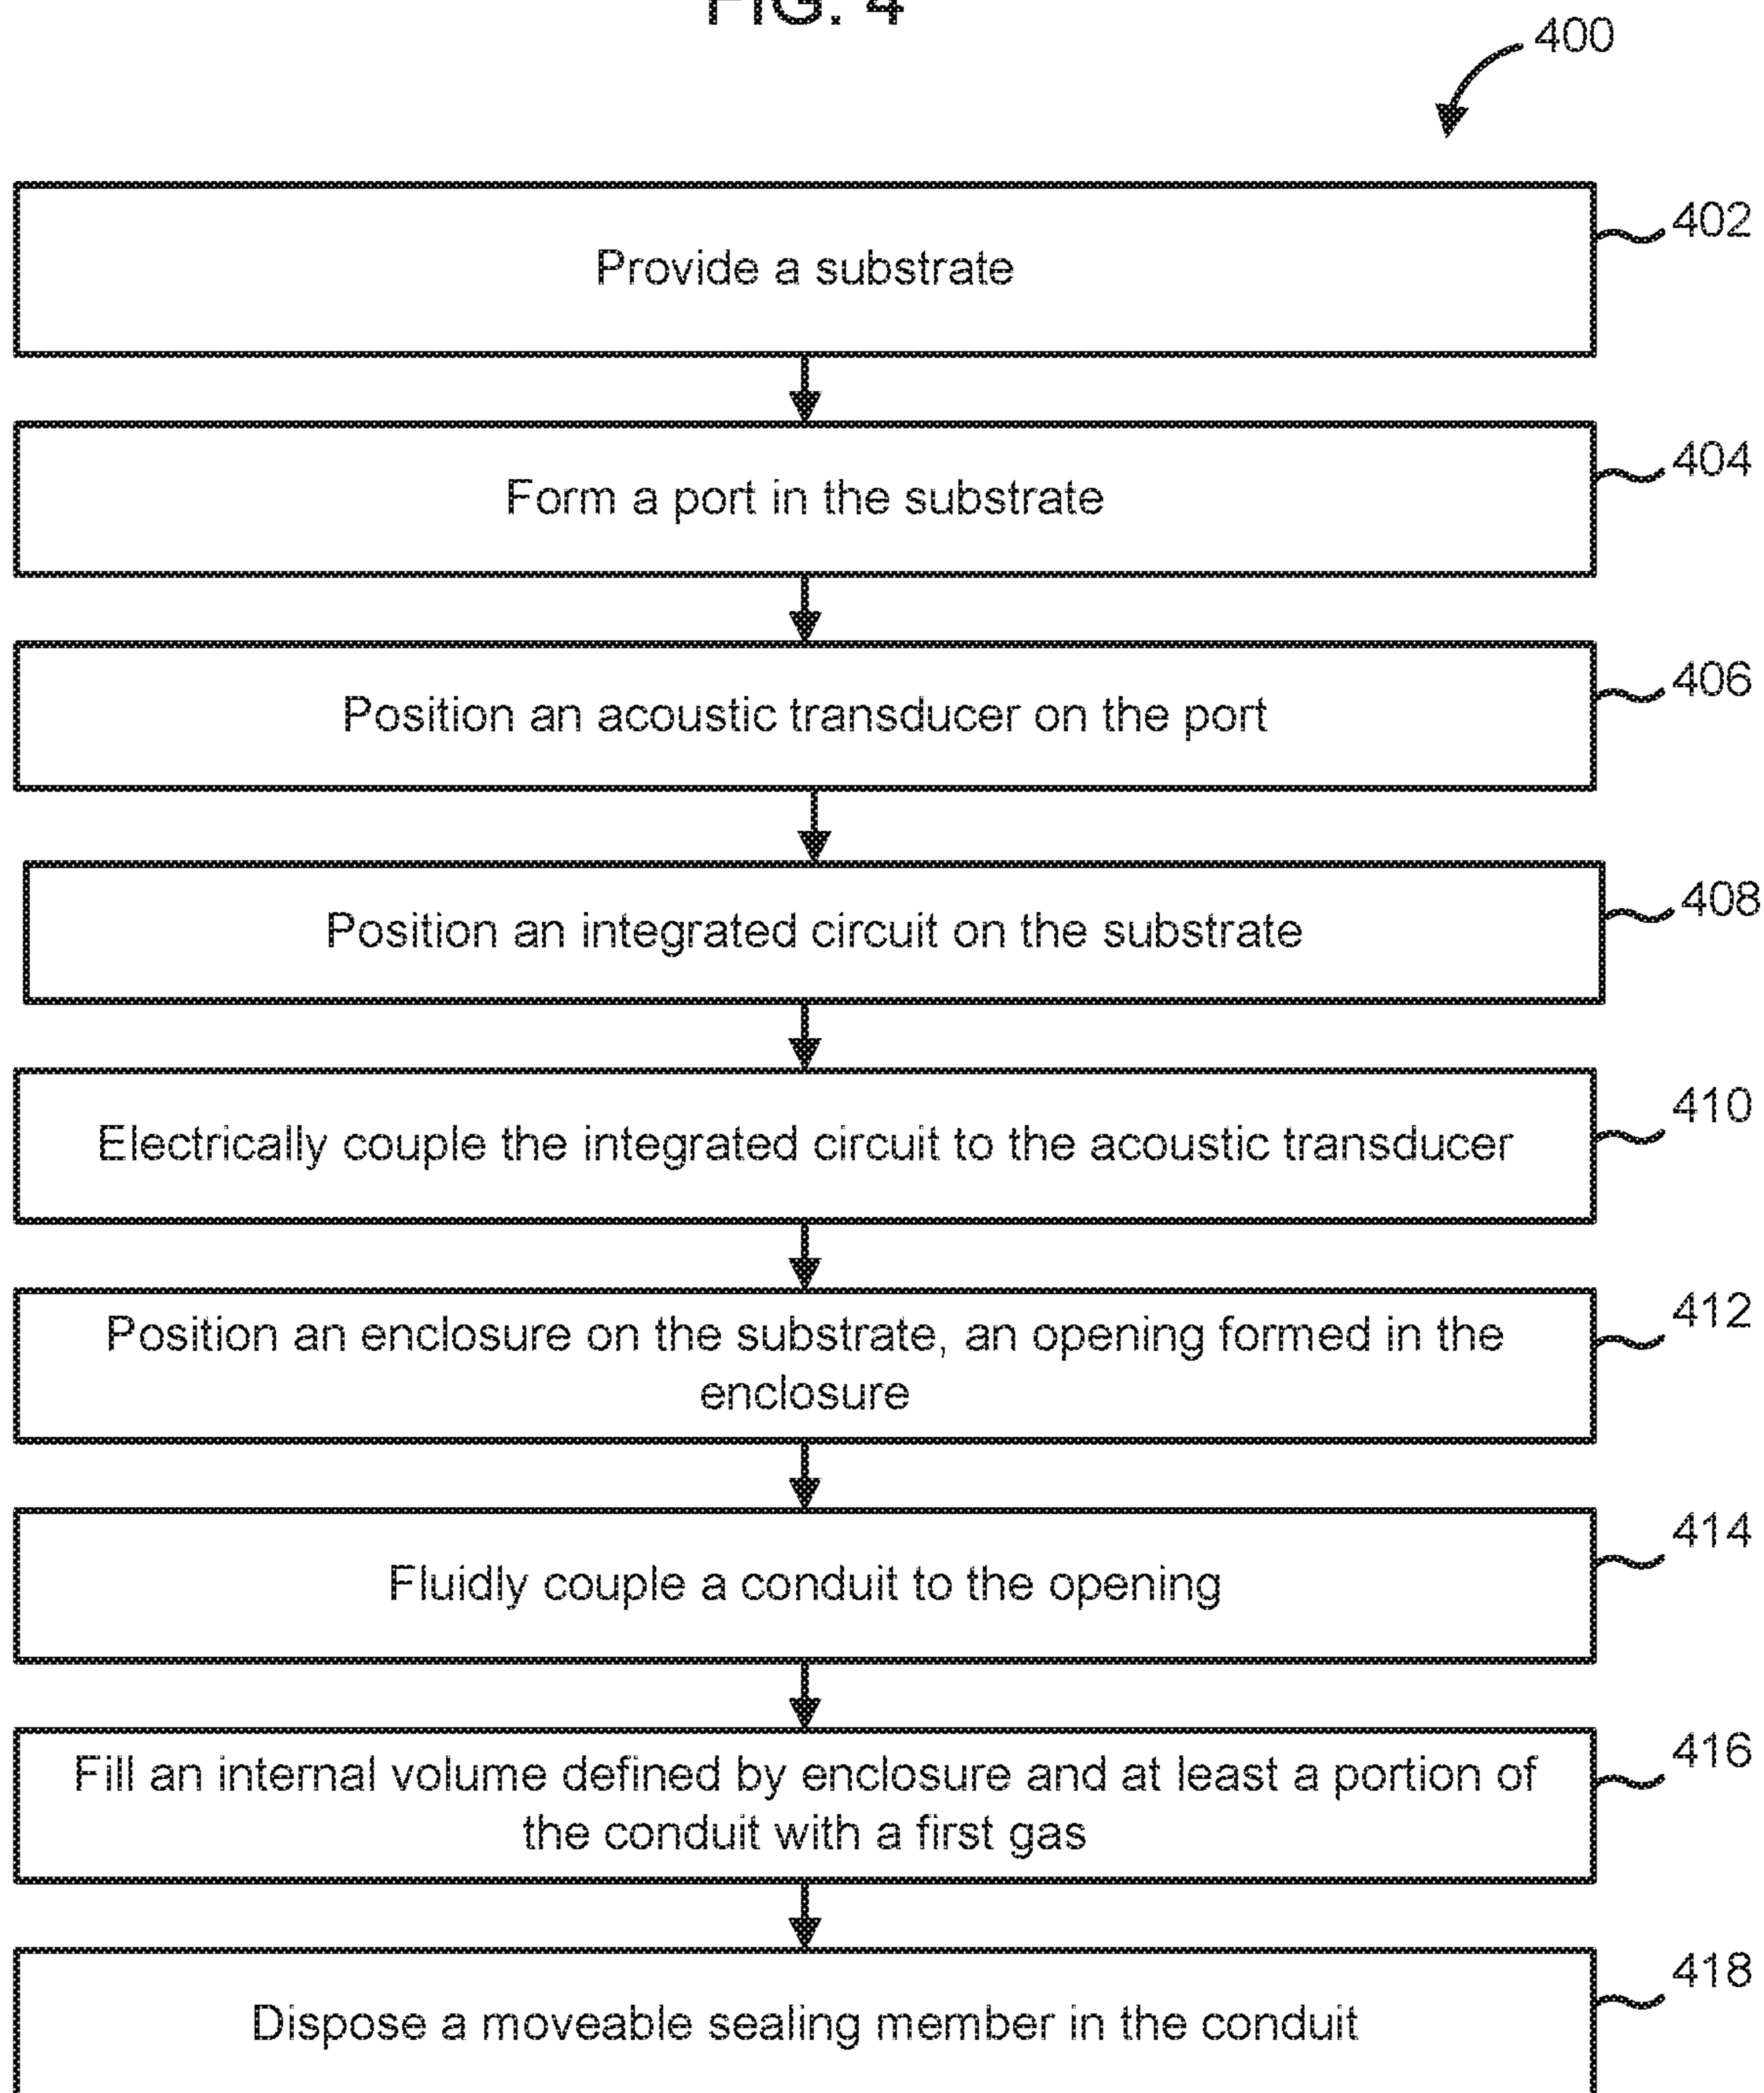 FIG. 4
400
Provide a substrate
402
Form a port in the substrate
404
Position an acoustic transducer on the port
406
Position an integrated circuit on the substrate
408
Electrically couple the integrated circuit to the acoustic transducer
410
Position an enclosure on the substrate, an opening formed in the
enclosure
412
Fluidly couple a conduit to the opening
414
Fill an internal volume defined by enclosure and at least a portion of
the conduit with a first gas
416
Dispose a moveable sealing member in the conduit
418